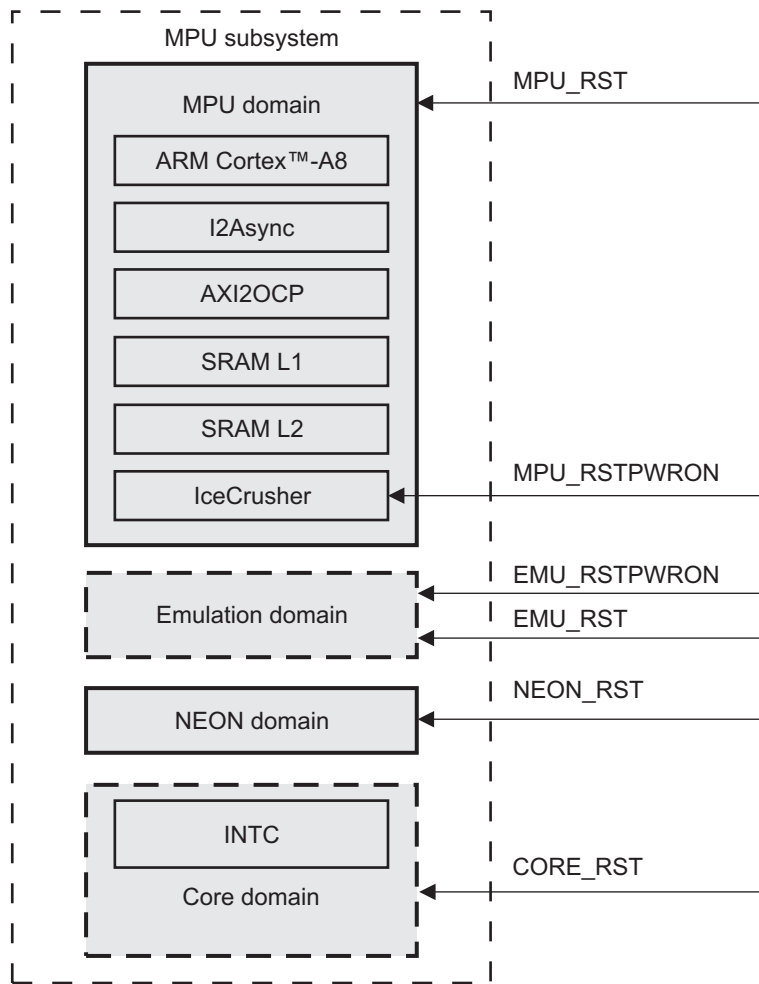 MPU subsystem
MPU_RST
MPU domain
ARM Cortex™-A8
I2Async
AXI2OCP
SRAM L1
SRAM L2
MPU_RSTPWRON
IceCrusher
EMU_RSTPWRON
Emulation domain
EMU_RST
NEON_RST
NEON domain
INTC
CORE_RST
Core domain